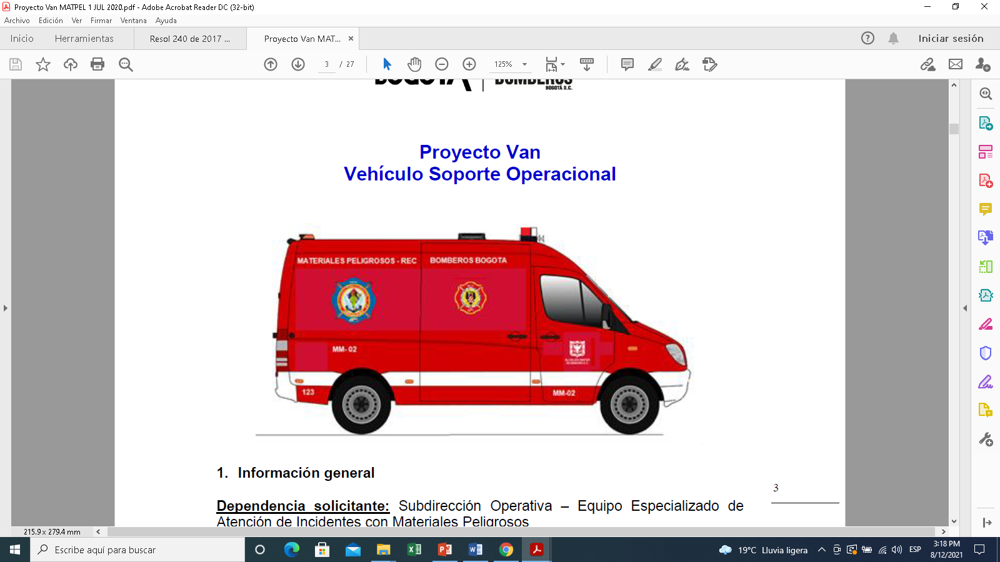 Proyecto Van MATPEL 1 JUL 2020.pdf - Adobe Acrobat Reader DC (32-bit)
Archivo Edición Ver Firmar Ventana Ayuda
Inicio Herramientas Resol 240 de 2017 ... Proyecto Van MAT... Iniciar sesión
3 / 27 125%
BOGOTÁ BOMBEROS
BOGOTÁ D.C.
Proyecto Van
Vehículo Soporte Operacional
MATERIALES PELIGROSOS - REC BOMBEROS BOGOTA
MM- 02
123
MM-02
1. Información general
3
Dependencia solicitante: Subdirección Operativa – Equipo Especializado de
Atención de Incidentes con Materiales Peligrosos
215.9 x 279.4 mm
Escribe aquí para buscar
19°C Lluvia ligera
ESP
3:18 PM
8/12/2021